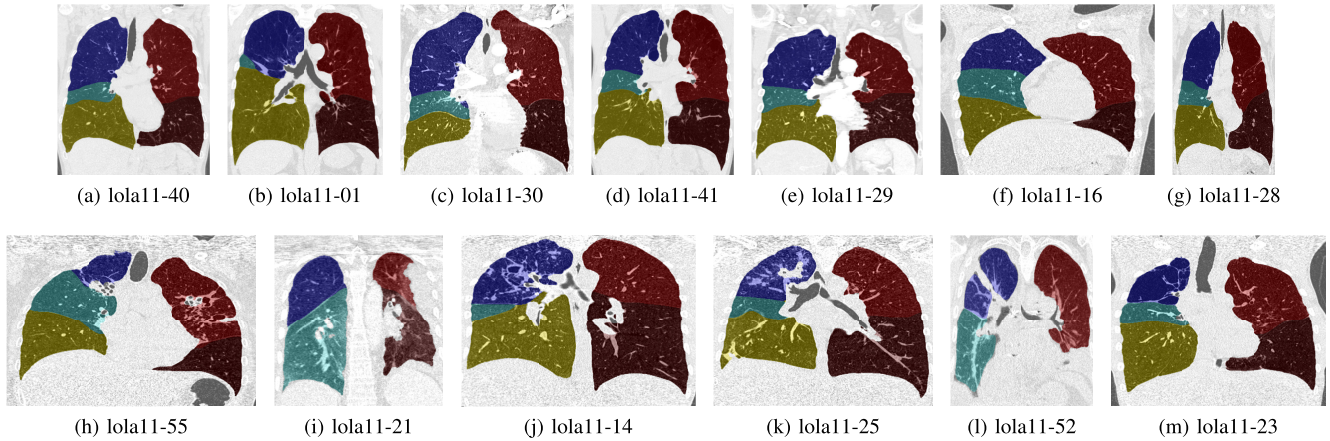 (a) lola11-40 (b) lola11-01 (c) lola11-30 (d) lola11-41 (e) lola11-29 (f) lola11-16 (g) lola11-28
(h) lola11-55 (i) lola11-21 (j) lola11-14 (k) lola11-25 (l) lola11-52 (m) lola11-23